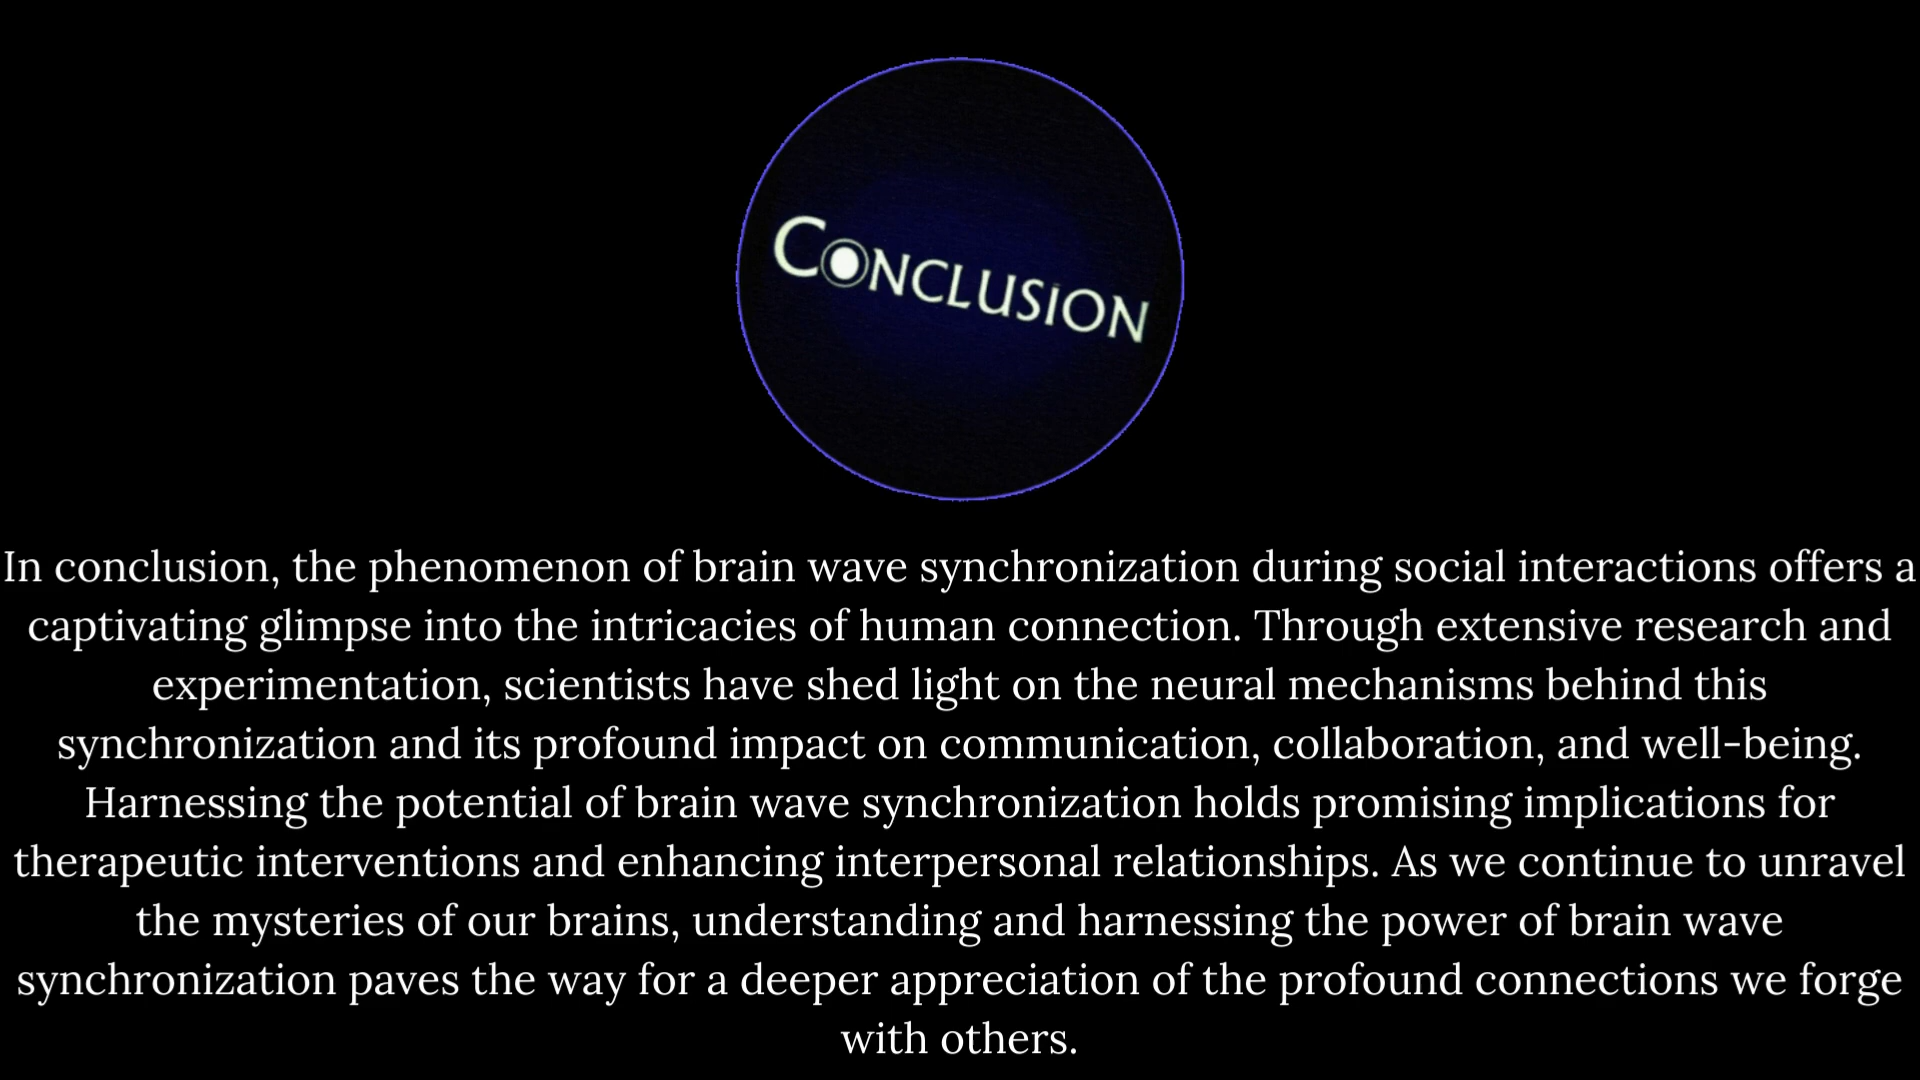 CONCLUSION
In conclusion, the phenomenon of brain wave synchronization during social interactions offers a
captivating glimpse into the intricacies of human connection. Through extensive research and
experimentation, scientists have shed light on the neural mechanisms behind this
synchronization and its profound impact on communication, collaboration, and well-being.
Harnessing the potential of brain wave synchronization holds promising implications for
therapeutic interventions and enhancing interpersonal relationships. As we continue to unravel
the mysteries of our brains, understanding and harnessing the power of brain wave
synchronization paves the way for a deeper appreciation of the profound connections we forge
with others.